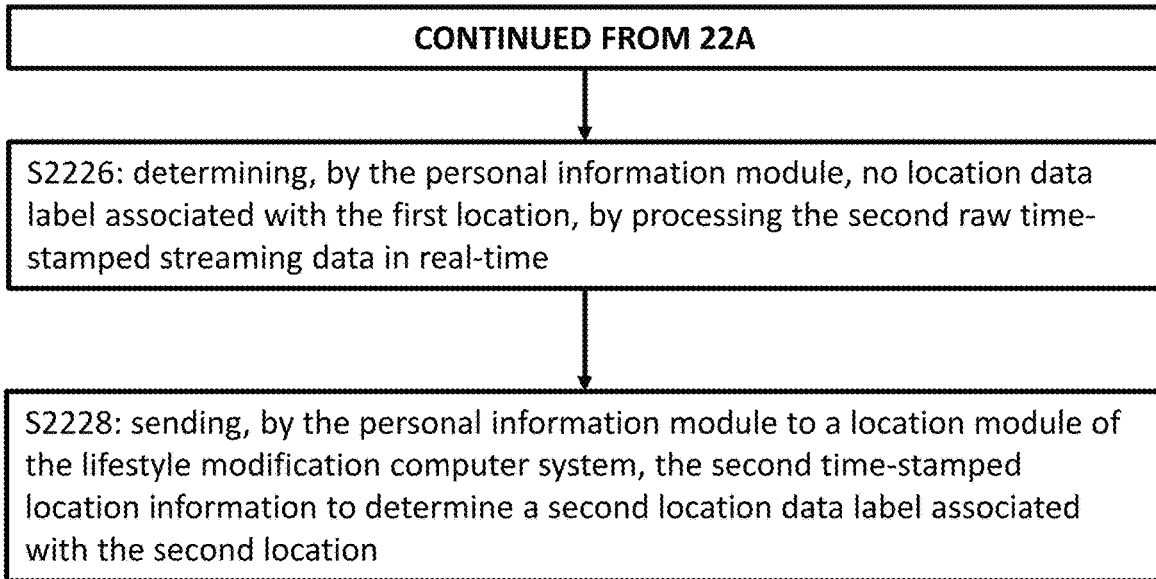 CONTINUED FROM 22A
S2226: determining, by the personal information module, no location data
label associated with the first location, by processing the second raw time-
stamped streaming data in real-time
S2228: sending, by the personal information module to a location module of
the lifestyle modification computer system, the second time-stamped
location information to determine a second location data label associated
with the second location